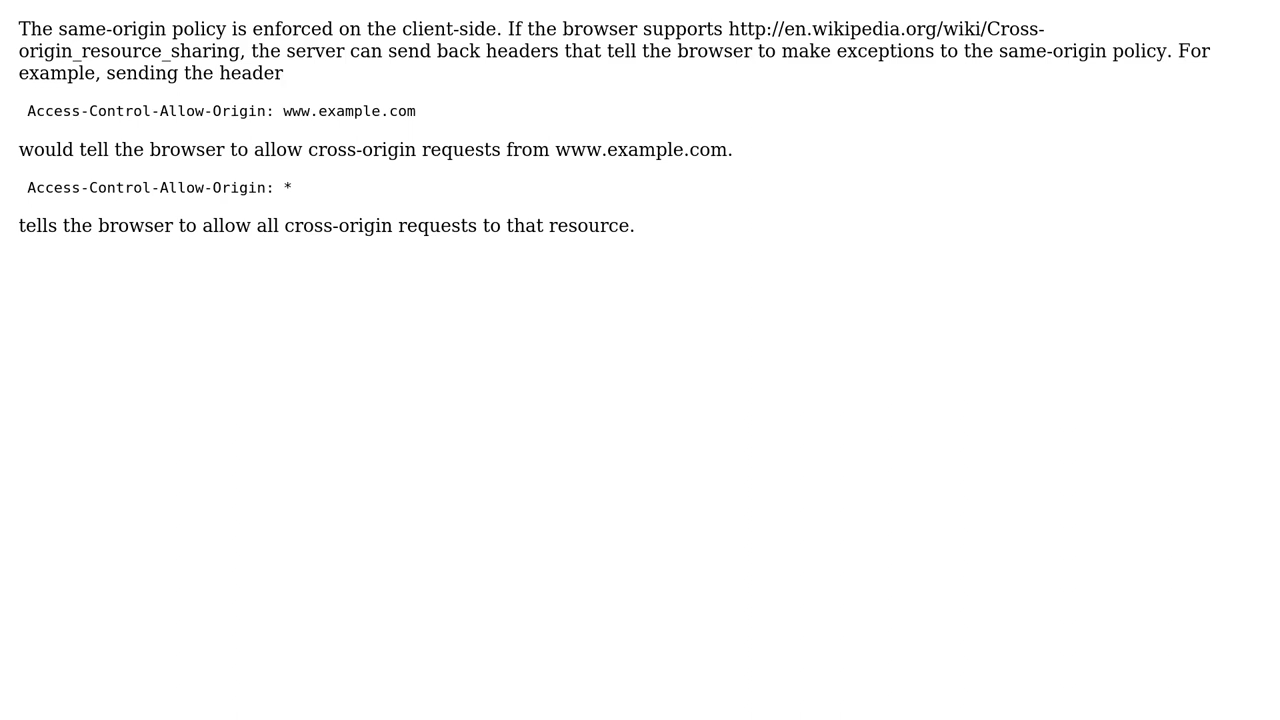 The same-origin policy is enforced on the client-side. If the browser supports http://en.wikipedia.org/wiki/Cross-
origin_resource_sharing, the server can send back headers that tell the browser to make exceptions to the same-origin policy. For
example, sending the header
Access-Control-Allow-Origin: www.example.com
would tell the browser to allow cross-origin requests from www.example.com.
Access-Control-Allow-Origin: *
tells the browser to allow all cross-origin requests to that resource.